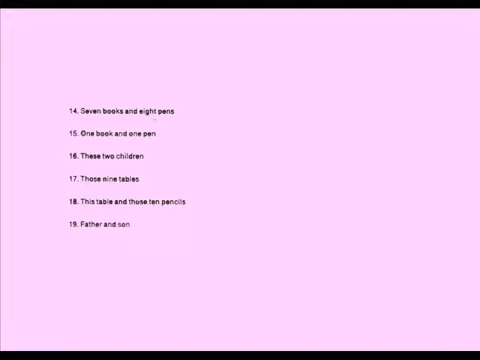 14. Seven books and eight pens
15. One book and one pen
16. These two children
17. Those nine tables
18. This table and those ten pencils
19. Father and son